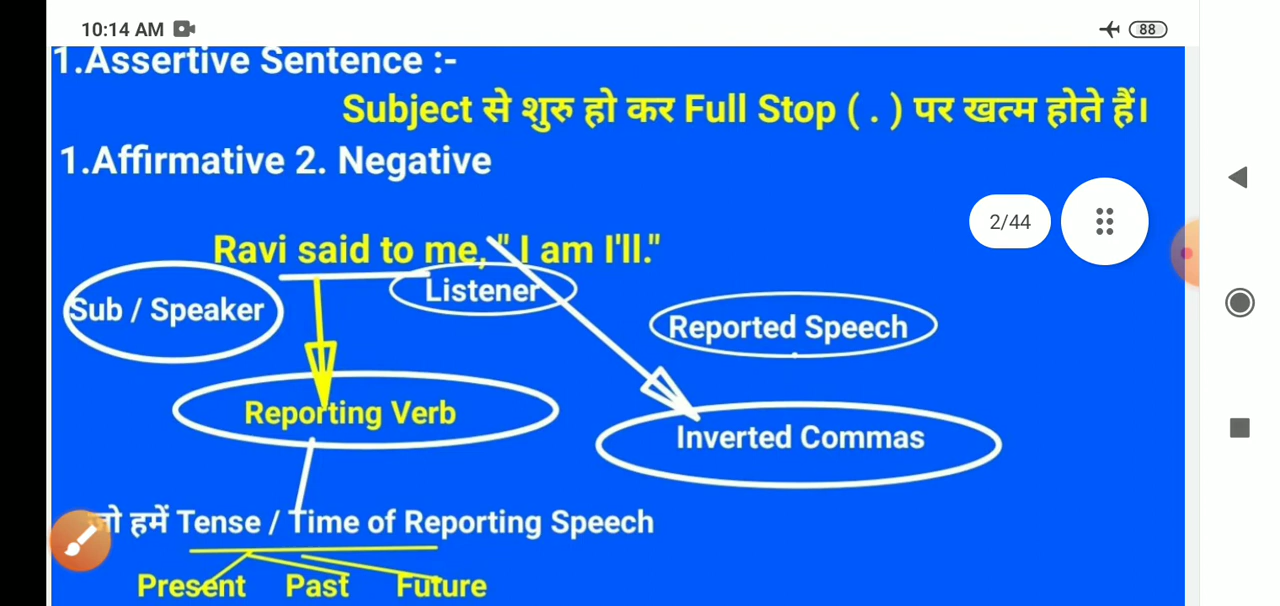 10:14 AM
88
1.Assertive Sentence :-
Subject से शुरु हो कर Full Stop ( . ) पर खत्म होते हैं।
1.Affirmative 2. Negative
2/44
Ravi said to me, " I am I'll."
Listener
Sub / Speaker
Reported Speech
Reporting Verb
Inverted Commas
जो हमें Tense / Time of Reporting Speech
Present Past Future